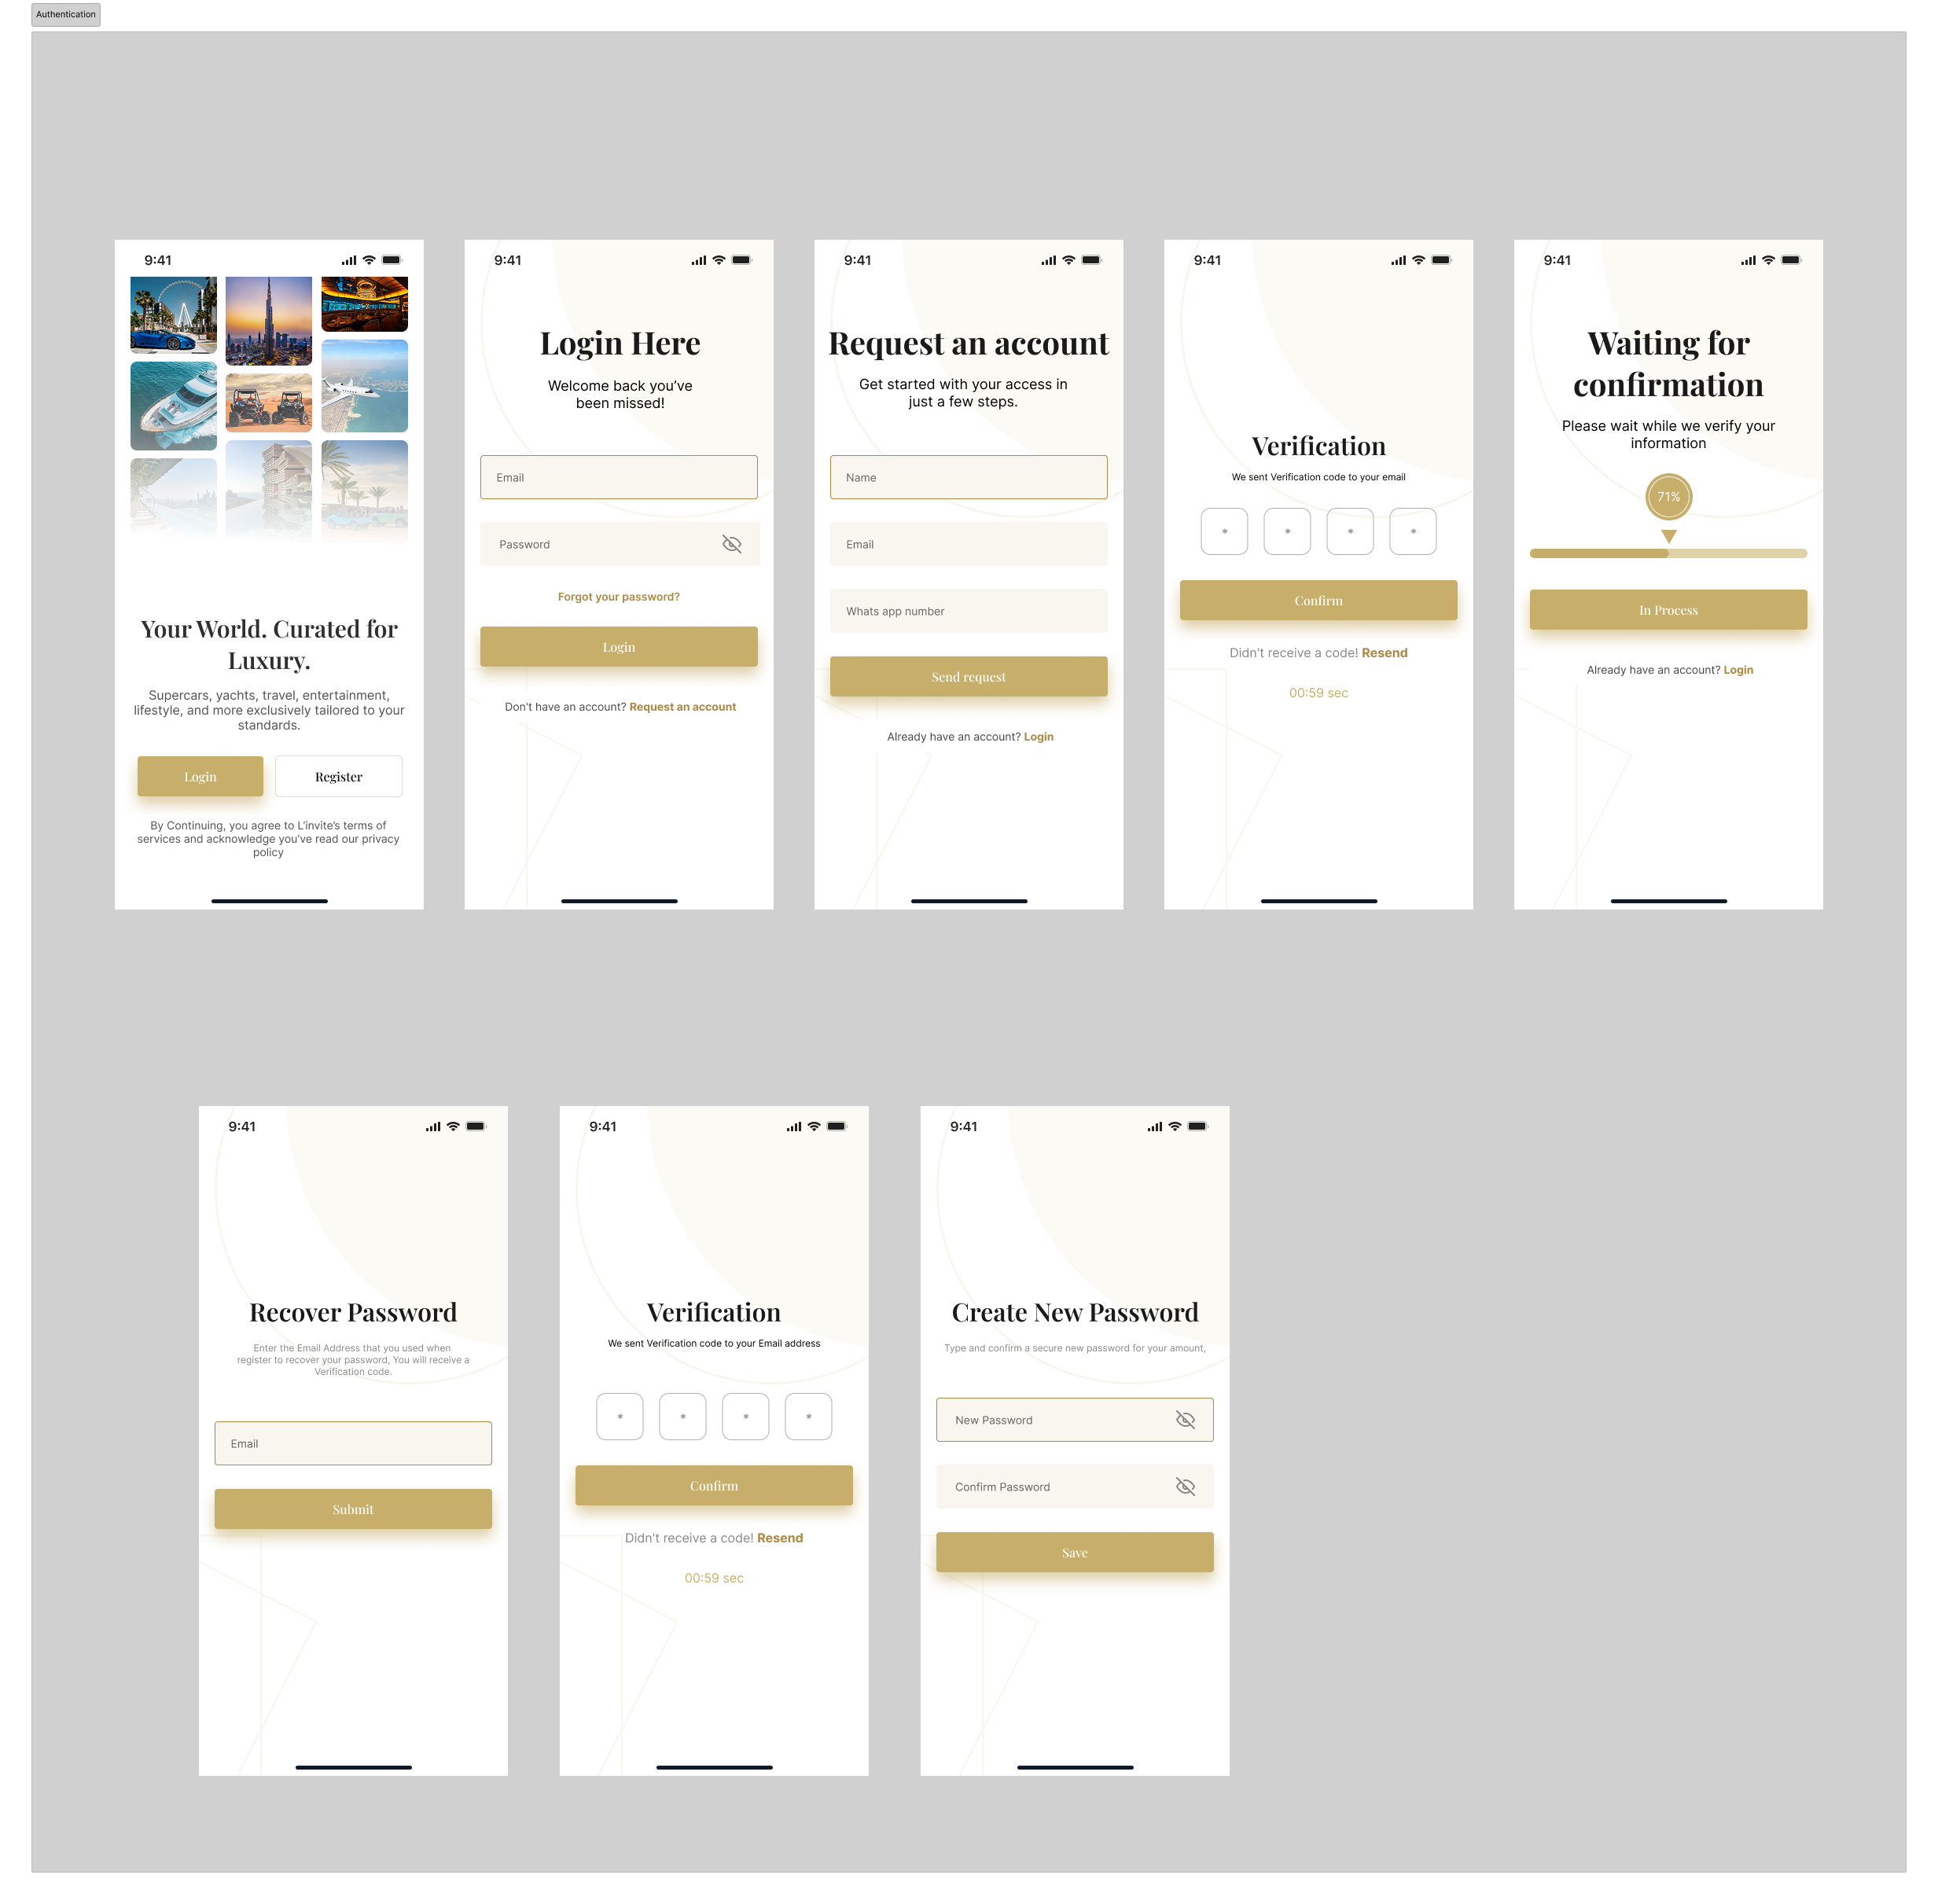 Authentication
9:41
Your World. Curated for
Luxury.
Supercars, yachts, travel, entertainment,
lifestyle, and more exclusively tailored to your
standards.
Login
Register
By Continuing, you agree to L'invite's terms of
services and acknowledge you've read our privacy
policy
9:41
Login Here
Welcome back you've
been missed!
Email
Password
Forgot your password?
Login
Don't have an account? Request an account
9:41
Request an account
Get started with your access in
just a few steps.
Name
Email
Whats app number
Send request
Already have an account? Login
9:41
Verification
We sent Verification code to your email
* * * *
Confirm
Didn't receive a code! Resend
00:59 sec
9:41
Waiting for
confirmation
Please wait while we verify your
information
71%
In Process
Already have an account? Login
9:41
Recover Password
Enter the Email Address that you used when
register to recover your password, You will receive a
Verification code.
Email
Submit
9:41
Verification
We sent Verification code to your Email address
* * * *
Confirm
Didn't receive a code! Resend
00:59 sec
9:41
Create New Password
Type and confirm a secure new password for your amount,
New Password
Confirm Password
Save